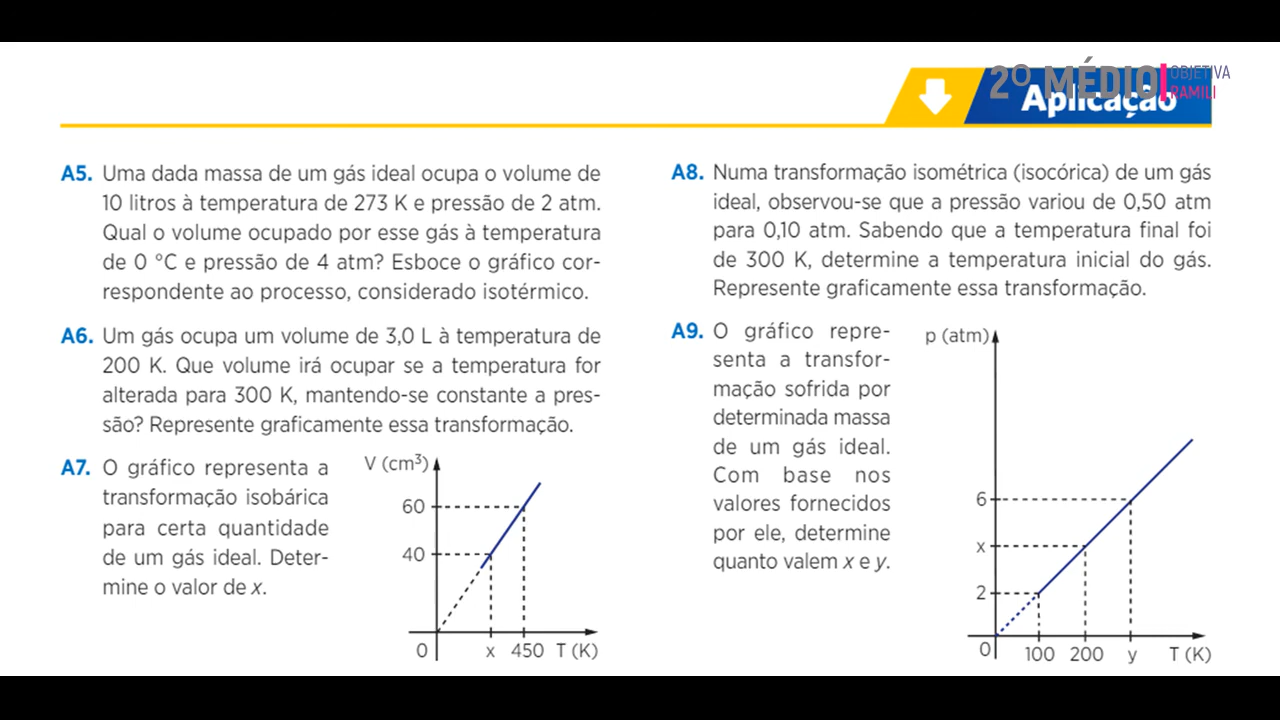 2º MÉDIO
OBJETIVA
RAMILI
Aplicação
A5. Uma dada massa de um gás ideal ocupa o volume de
10 litros à temperatura de 273 K e pressão de 2 atm.
Qual o volume ocupado por esse gás à temperatura
de 0 °C e pressão de 4 atm? Esboce o gráfico cor-
respondente ao processo, considerado isotérmico.
A6. Um gás ocupa um volume de 3,0 L à temperatura de
200 K. Que volume irá ocupar se a temperatura for
alterada para 300 K, mantendo-se constante a pres-
são? Represente graficamente essa transformação.
A7. O gráfico representa a
transformação isobárica
para certa quantidade
de um gás ideal. Deter-
mine o valor de x.
V (cm³)
60
40
0 x 450 T (K)
A8. Numa transformação isométrica (isocórica) de um gás
ideal, observou-se que a pressão variou de 0,50 atm
para 0,10 atm. Sabendo que a temperatura final foi
de 300 K, determine a temperatura inicial do gás.
Represente graficamente essa transformação.
A9. O gráfico repre-
senta a transfor-
mação sofrida por
determinada massa
de um gás ideal.
Com base nos
valores fornecidos
por ele, determine
quanto valem x e y.
p (atm)
6
x
2
0 100 200 y T (K)